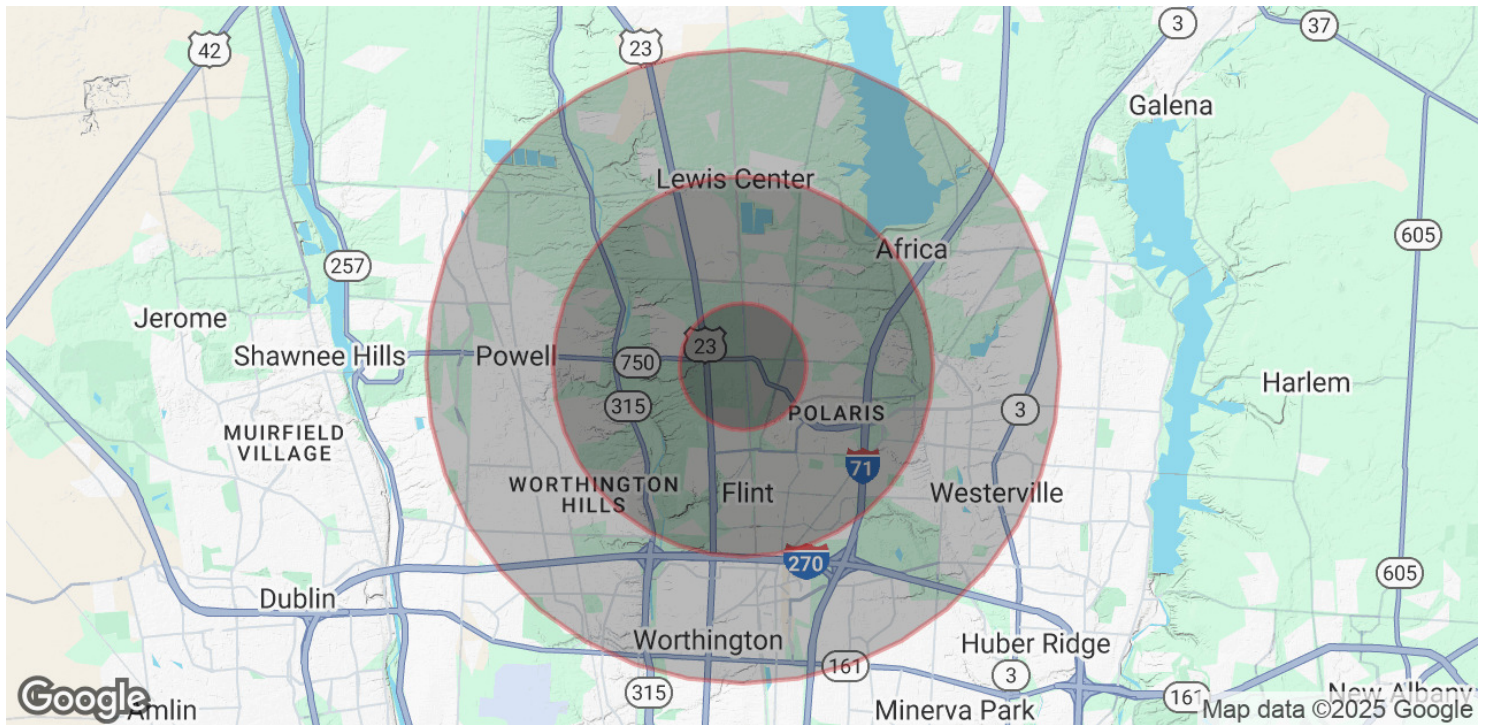 42
23
3
37
Galena
Lewis Center
605
Africa
257
Jerome
Shawnee Hills
Powell
750
23
Harlem
315
POLARIS
3
MUIRFIELD
VILLAGE
71
WORTHINGTON
HILLS
Flint
Westerville
270
605
Dublin
Worthington
Huber Ridge
161
3
315
161
New Albany
Google
Amlin
Minerva Park
Map data ©2025 Google